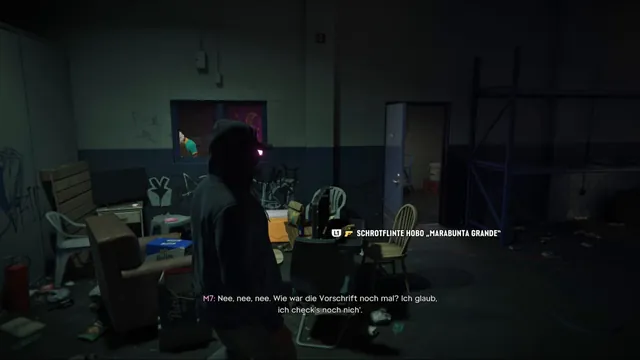 SCHROTFLINTE HOBO „MARABUNTA GRANDE“
M7: Nee, nee, nee. Wie war die Vorschrift noch mal? Ich glaub,
ich check's noch nich'.